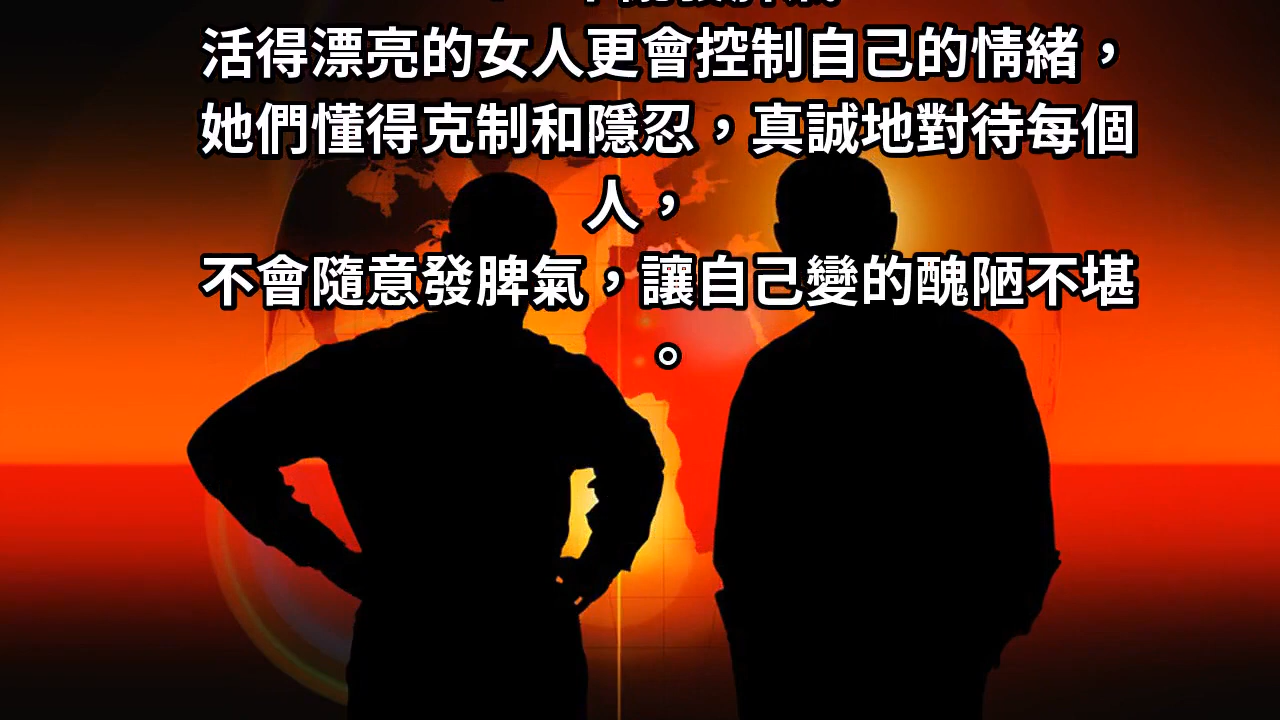 活得漂亮的女人更會控制自己的情緒，
她們懂得克制和隱忍，真誠地對待每個
人，
不會隨意發脾氣，讓自己變的醜陋不堪
。